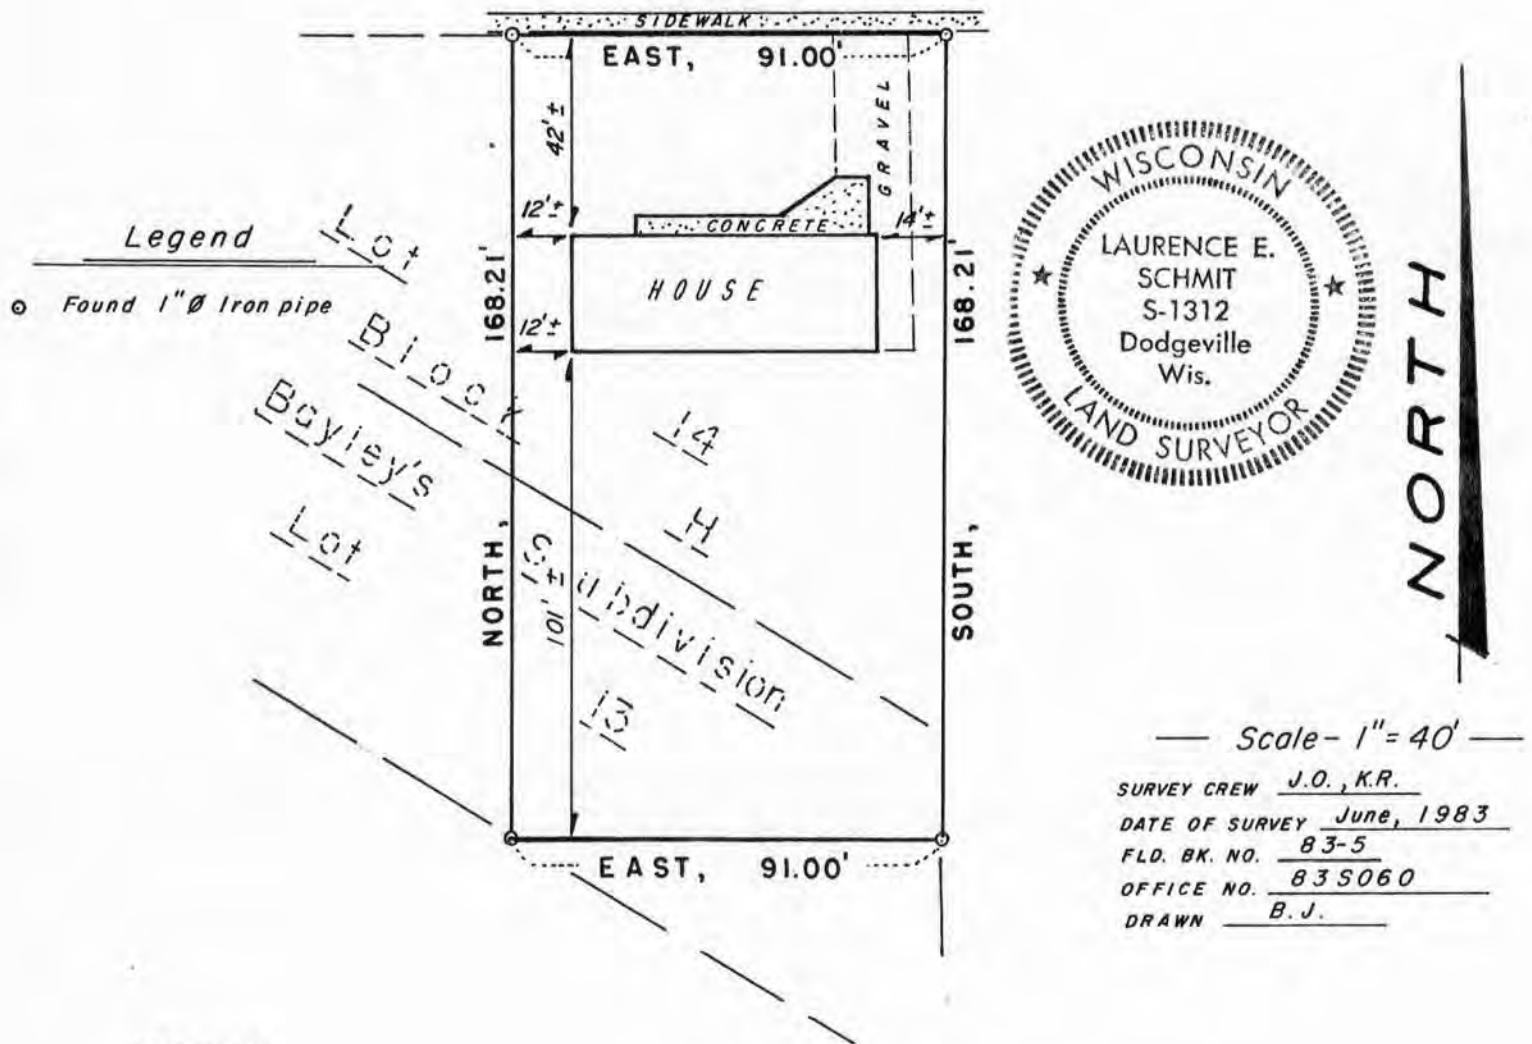 SIDEWALK
EAST, 91.00'
42'±
GRAVEL
12'±
CONCRETE
14'±
HOUSE
12'±
168.21'
NORTH,
168.21'
SOUTH,
101'±
EAST, 91.00'
Legend
Found 1"Ø Iron pipe
Lot 14
Block H
Bayley's Subdivision
Lot 13
WISCONSIN
LAURENCE E.
SCHMIT
S-1312
Dodgeville
Wis.
LAND SURVEYOR
NORTH
Scale - 1" = 40'
SURVEY CREW J.O., K.R.
DATE OF SURVEY June, 1983
FLD. BK. NO. 83-5
OFFICE NO. 83S060
DRAWN B.J.